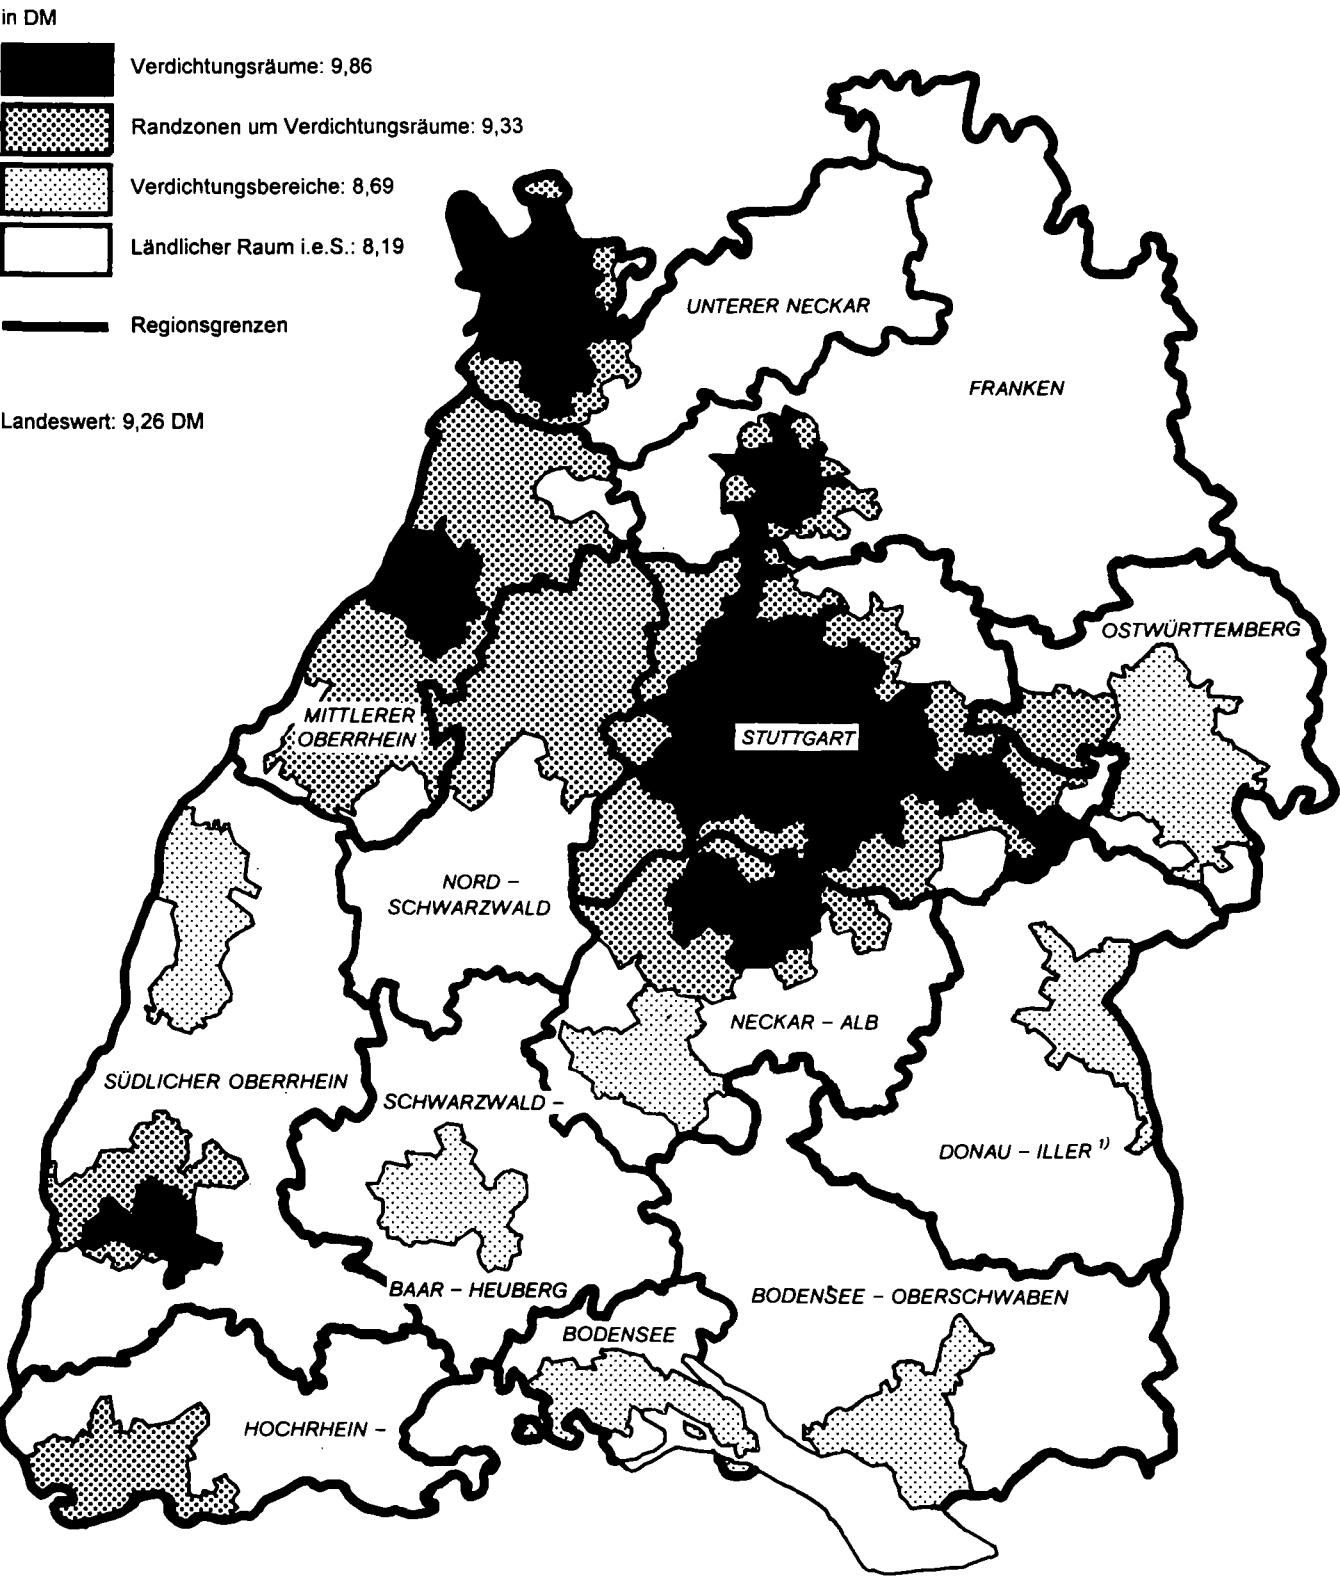 in DM
Verdichtungsräume: 9,86
Randzonen um Verdichtungsräume: 9,33
Verdichtungsbereiche: 8,69
Ländlicher Raum i.e.S.: 8,19
Regionsgrenzen
Landeswert: 9,26 DM
UNTERER NECKAR
FRANKEN
OSTWÜRTTEMBERG
MITTLERER
OBERRHEIN
STUTTGART
NORD –
SCHWARZWALD
NECKAR – ALB
SÜDLICHER OBERRHEIN
SCHWARZWALD –
DONAU – ILLER 1)
BAAR – HEUBERG
BODENSEE – OBERSCHWABEN
BODENSEE
HOCHRHEIN –